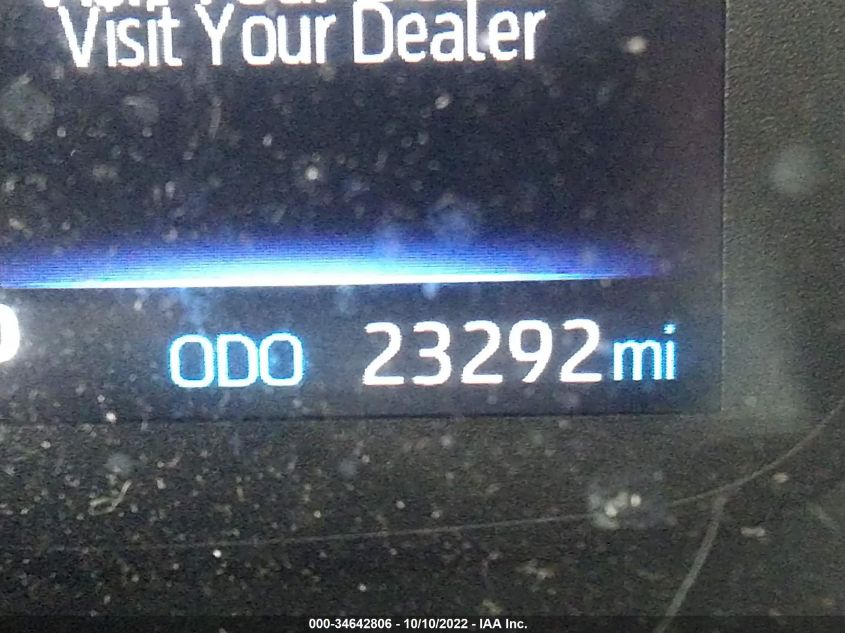 Visit Your Dealer
ODO 23292 mi
000-34642806 - 10/10/2022 - IAA Inc.